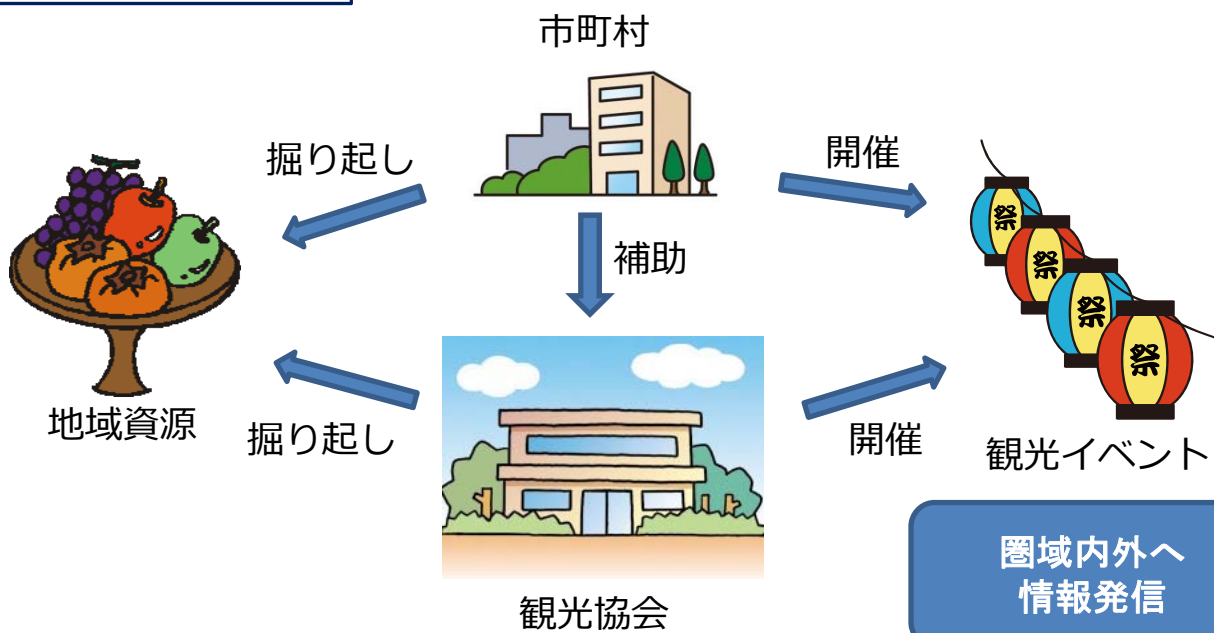 市町村
掘り起し
開催
補助
祭
祭
祭
祭
地域資源
掘り起し
開催
観光イベント
観光協会
圏域内外へ
情報発信